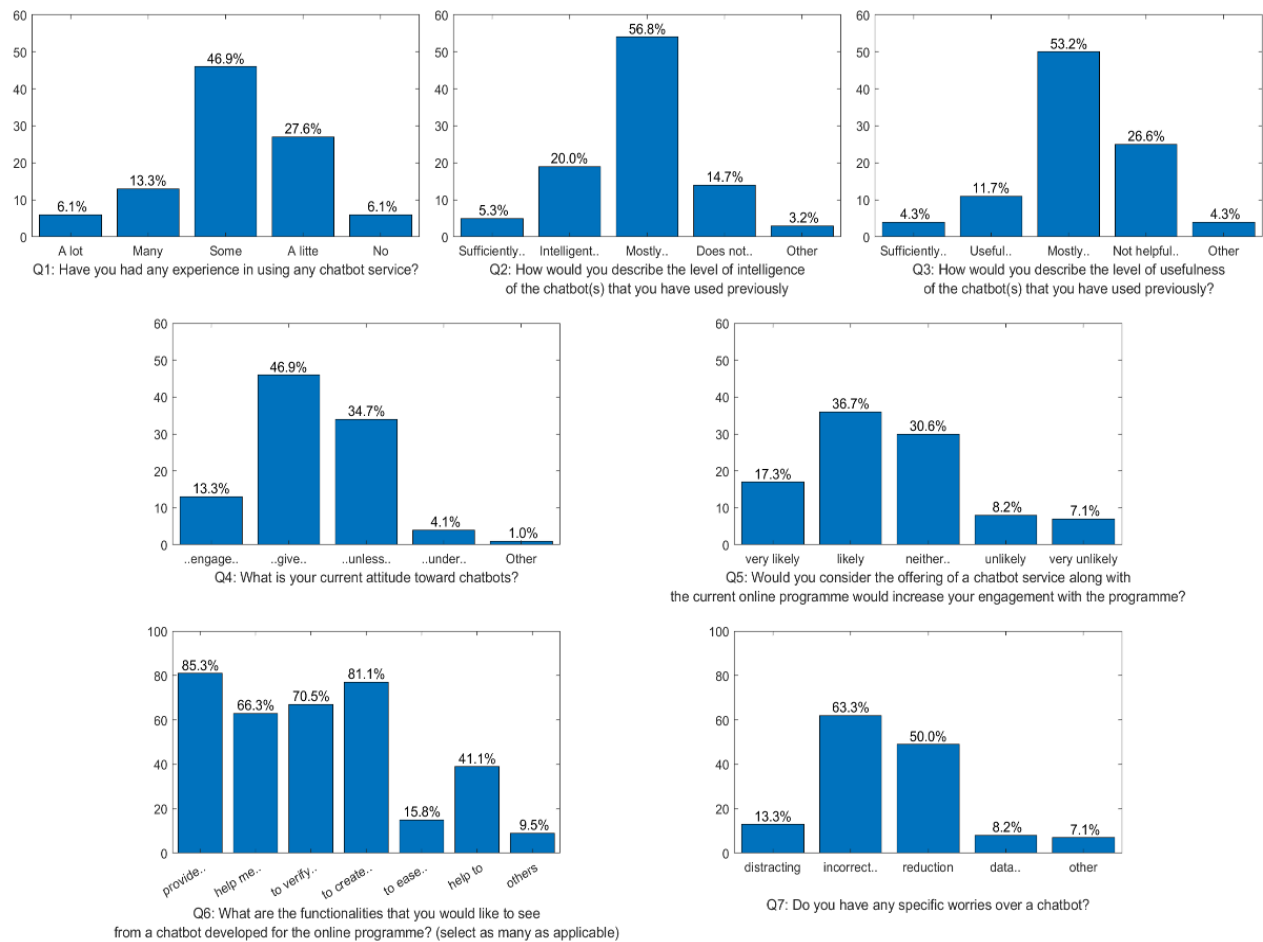 60
50
40
30
20
10
0
6.1%
13.3%
46.9%
27.6%
6.1%
A lot
Many
Some
A litte
No
Q1: Have you had any experience in using any chatbot service?
60
50
40
30
20
10
0
5.3%
20.0%
56.8%
14.7%
3.2%
Sufficiently..
Intelligent..
Mostly..
Does not..
Other
Q2: How would you describe the level of intelligence
of the chatbot(s) that you have used previously
60
50
40
30
20
10
0
4.3%
11.7%
53.2%
26.6%
4.3%
Sufficiently..
Useful..
Mostly..
Not helpful..
Other
Q3: How would you describe the level of usefulness
of the chatbot(s) that you have used previously?
60
50
40
30
20
10
0
13.3%
46.9%
34.7%
4.1%
1.0%
..engage..
..give..
..unless..
..under..
Other
Q4: What is your current attitude toward chatbots?
60
50
40
30
20
10
0
17.3%
36.7%
30.6%
8.2%
7.1%
very likely
likely
neither..
unlikely
very unlikely
Q5: Would you consider the offering of a chatbot service along with
the current online programme would increase your engagement with the programme?
100
80
60
40
20
0
85.3%
66.3%
70.5%
81.1%
15.8%
41.1%
9.5%
provide..
help me..
to verify..
to create..
to ease..
help to
others
Q6: What are the functionalities that you would like to see
from a chatbot developed for the online programme? (select as many as applicable)
100
80
60
40
20
0
13.3%
63.3%
50.0%
8.2%
7.1%
distracting
incorrect..
reduction
data..
other
Q7: Do you have any specific worries over a chatbot?